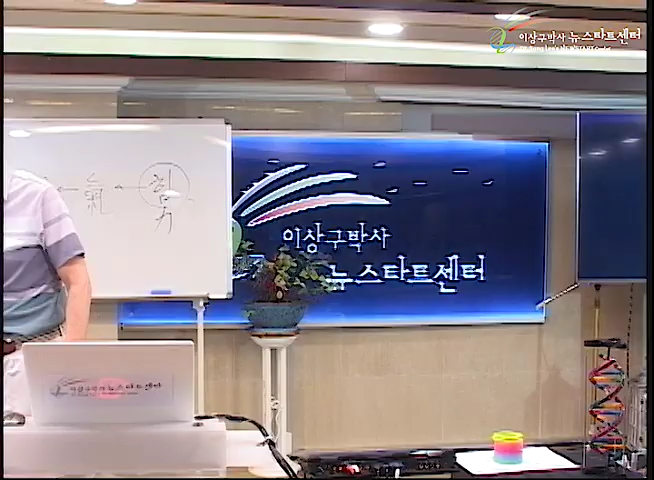 이상구박사 뉴스타트센터
氣
힘
力
이상구박사
뉴스타트센터
이상구박사 뉴스타트센터